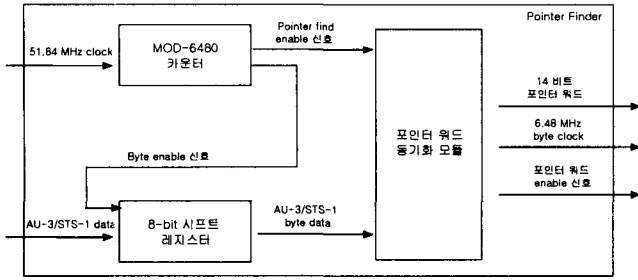 Pointer Finder
51.84 MHz clock
MOD-6480
카운터
Pointer find
enable 신호
Byte enable 신호
AU-3/STS-1 data
8-bit 시프트
레지스터
AU-3/STS-1
byte data
포인터 워드
동기화 모듈
14 비트
포인터 워드
6.48 MHz
byte clock
포인터 워드
enable 신호